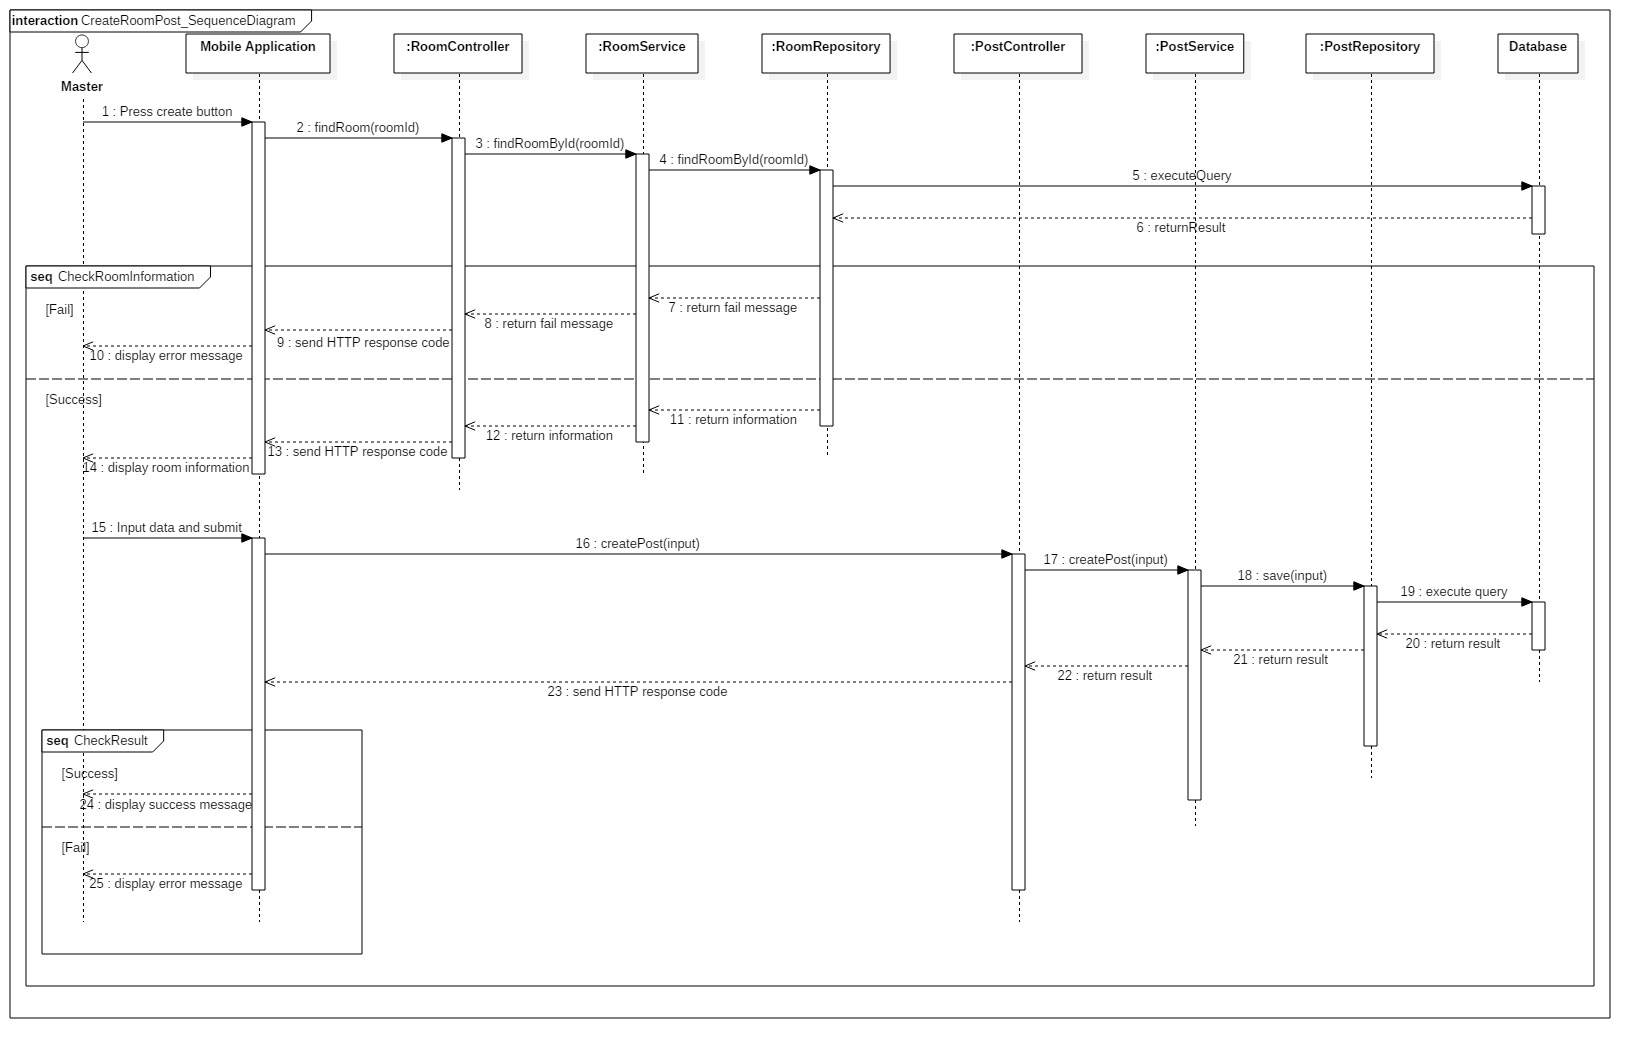 interaction CreateRoomPost_SequenceDiagram
Master
Mobile Application
:RoomController
:RoomService
:RoomRepository
:PostController
:PostService
:PostRepository
Database
1 : Press create button
2 : findRoom(roomId)
3 : findRoomById(roomId)
4 : findRoomById(roomId)
5 : executeQuery
6 : returnResult
seq CheckRoomInformation
[Fail]
7 : return fail message
8 : return fail message
9 : send HTTP response code
10 : display error message
[Success]
11 : return information
12 : return information
13 : send HTTP response code
14 : display room information
15 : Input data and submit
16 : createPost(input)
17 : createPost(input)
18 : save(input)
19 : execute query
20 : return result
21 : return result
22 : return result
23 : send HTTP response code
seq CheckResult
[Success]
24 : display success message
[Fail]
25 : display error message